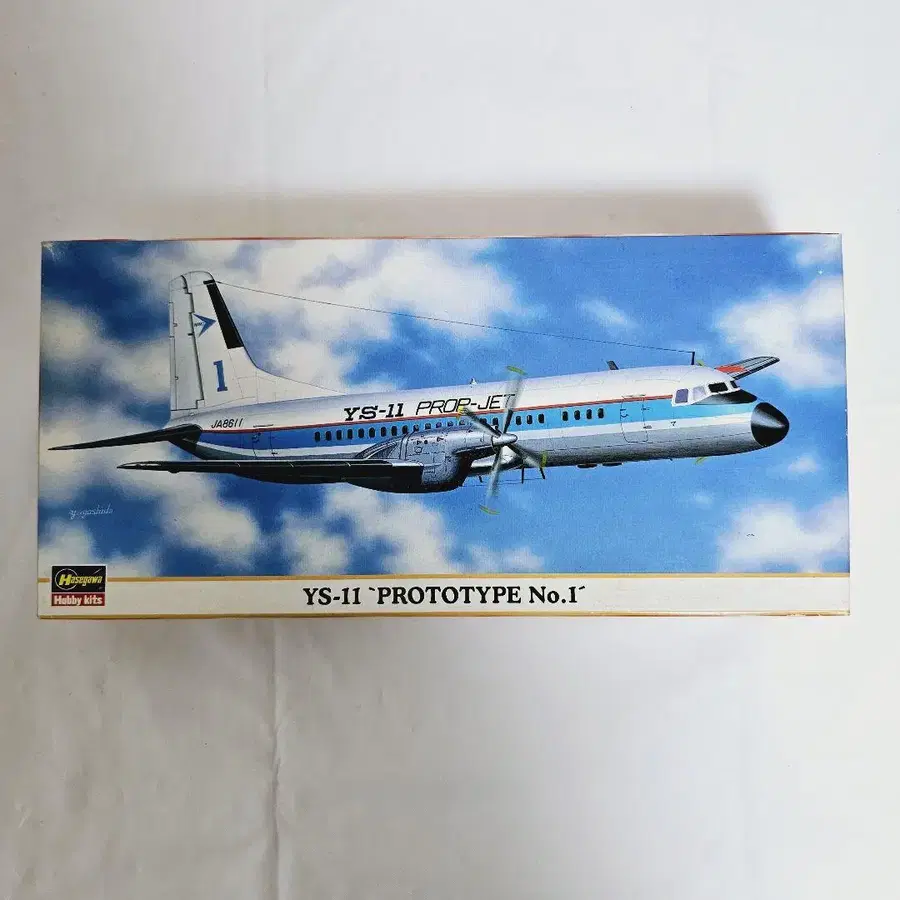 1
JA8611
YS-11 PROP-JET
Hasegawa
Hobby kits
YS-11 `PROTOTYPE No.1´